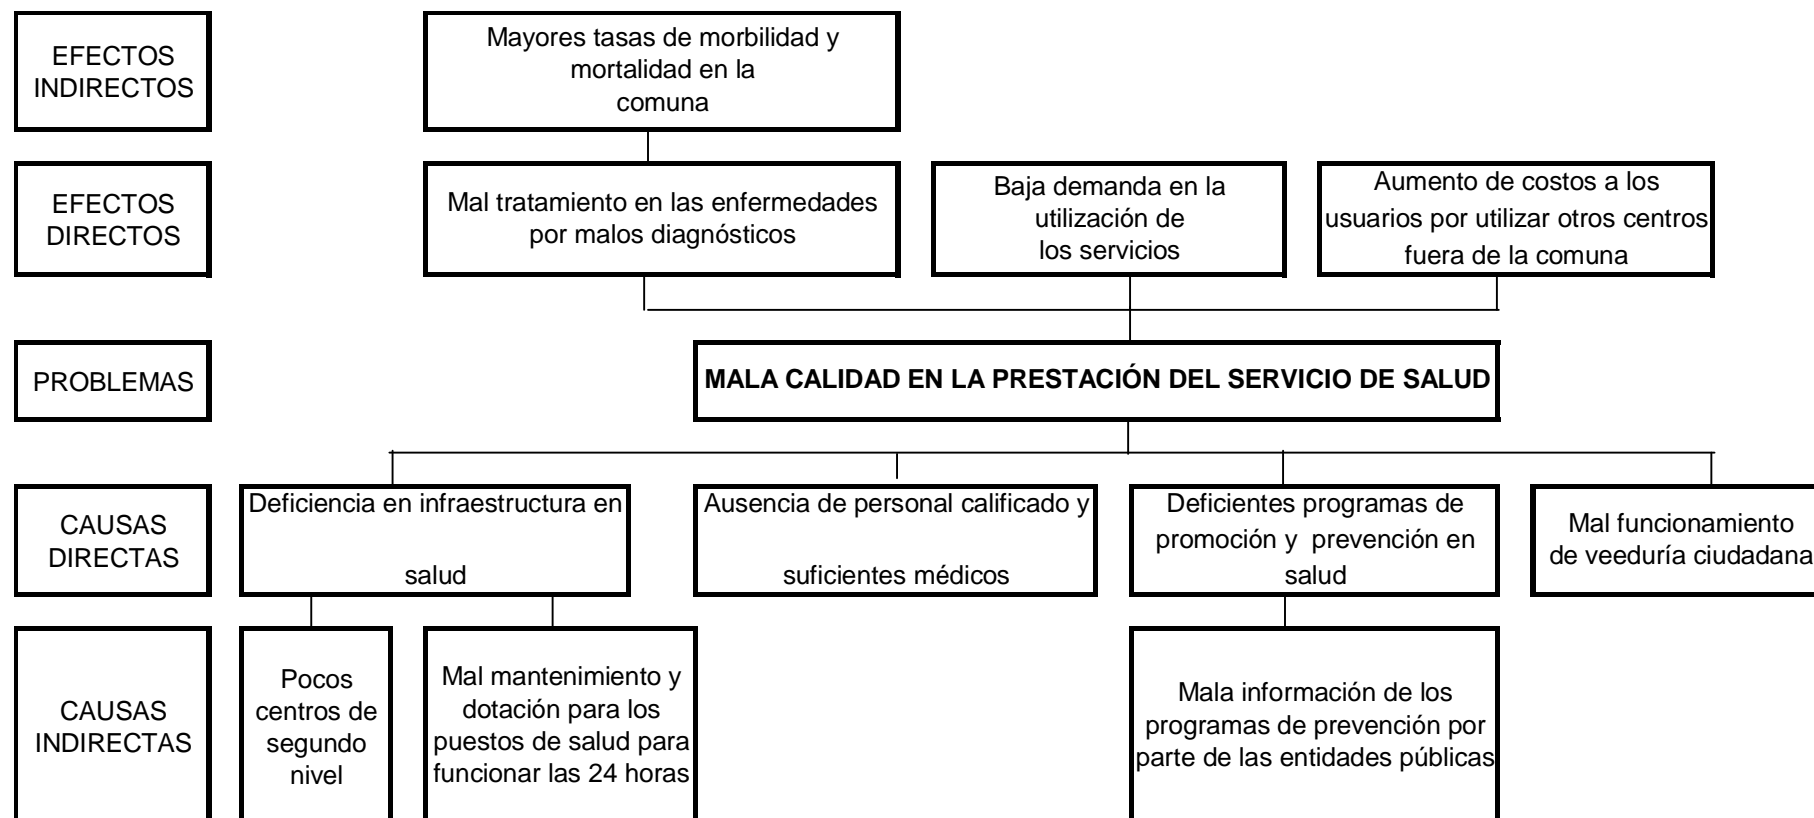 EFECTOS
INDIRECTOS
Mayores tasas de morbilidad y
mortalidad en la
comuna
EFECTOS
DIRECTOS
Mal tratamiento en las enfermedades
por malos diagnósticos
Baja demanda en la
utilización de
los servicios
Aumento de costos a los
usuarios por utilizar otros centros
fuera de la comuna
PROBLEMAS
MALA CALIDAD EN LA PRESTACIÓN DEL SERVICIO DE SALUD
CAUSAS
DIRECTAS
Deficiencia en infraestructura en
salud
Ausencia de personal calificado y
suficientes médicos
Deficientes programas de
promoción y prevención en
salud
Mal funcionamiento
de veeduría ciudadana
CAUSAS
INDIRECTAS
Pocos
centros de
segundo
nivel
Mal mantenimiento y
dotación para los
puestos de salud para
funcionar las 24 horas
Mala información de los
programas de prevención por
parte de las entidades públicas